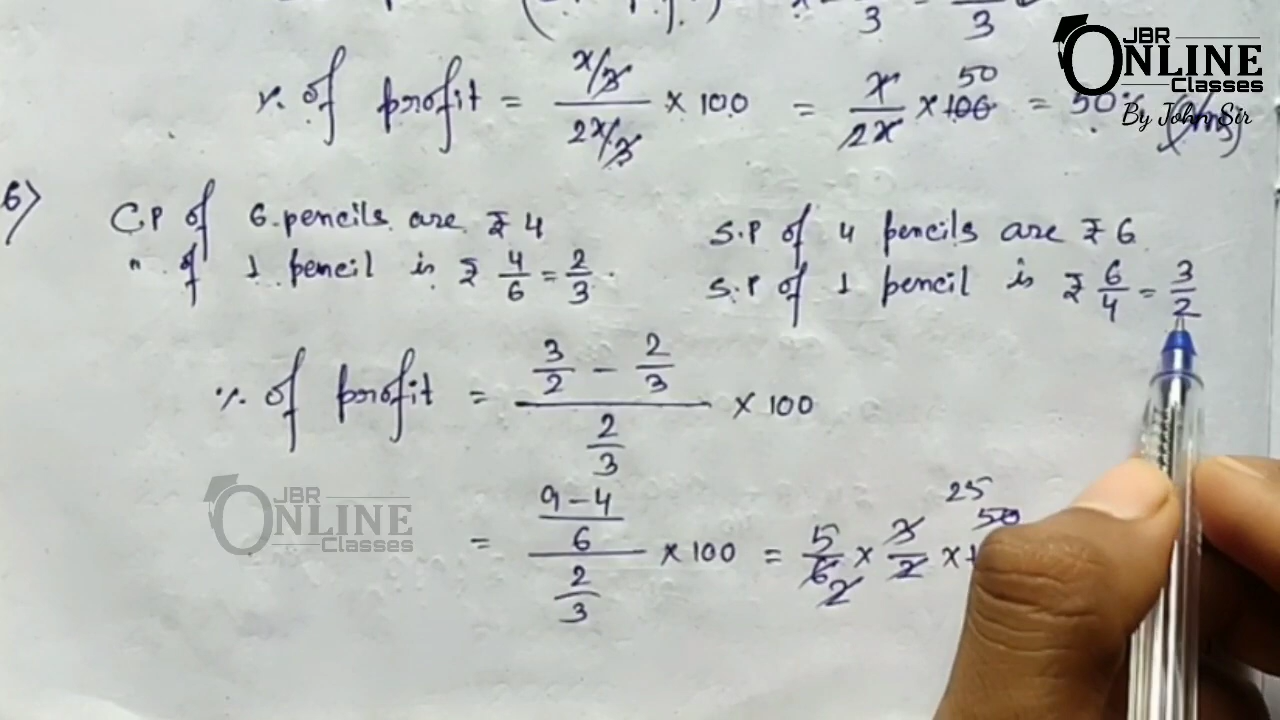 3 3
JBR
ONLINE
Classes
By John Sir
%. of profit = x/3 / 2x/3 × 100 = x / 2x × 100 50 = 50% (Ans)
6) C.P of 6 pencils are ₹ 4 S.P of 4 pencils are ₹ 6
" of 1 pencil is ₹ 4/6 = 2/3 . S.P of 1 pencil is ₹ 6/4 = 3/2
%. of profit = 3/2 - 2/3 / 2/3 × 100
JBR
ONLINE
Classes
= 9-4/6 / 2/3 × 100 = 5/6 2 × 3/2 × 50 25